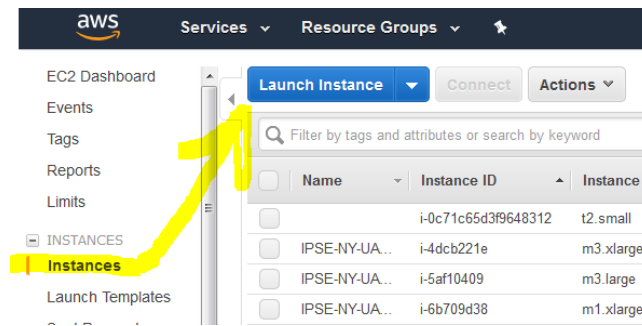 aws Services Resource Groups
EC2 Dashboard
Events
Tags
Reports
Limits
INSTANCES
Instances
Launch Templates
Launch Instance Connect Actions
Filter by tags and attributes or search by keyword
Name Instance ID Instance
i-0c71c65d3f9648312 t2.small
IPSE-NY-UA... i-4dcb221e m3.xlarge
IPSE-NY-UA... i-5af10409 m3.large
IPSE-NY-UA... i-6b709d38 m1.xlarge